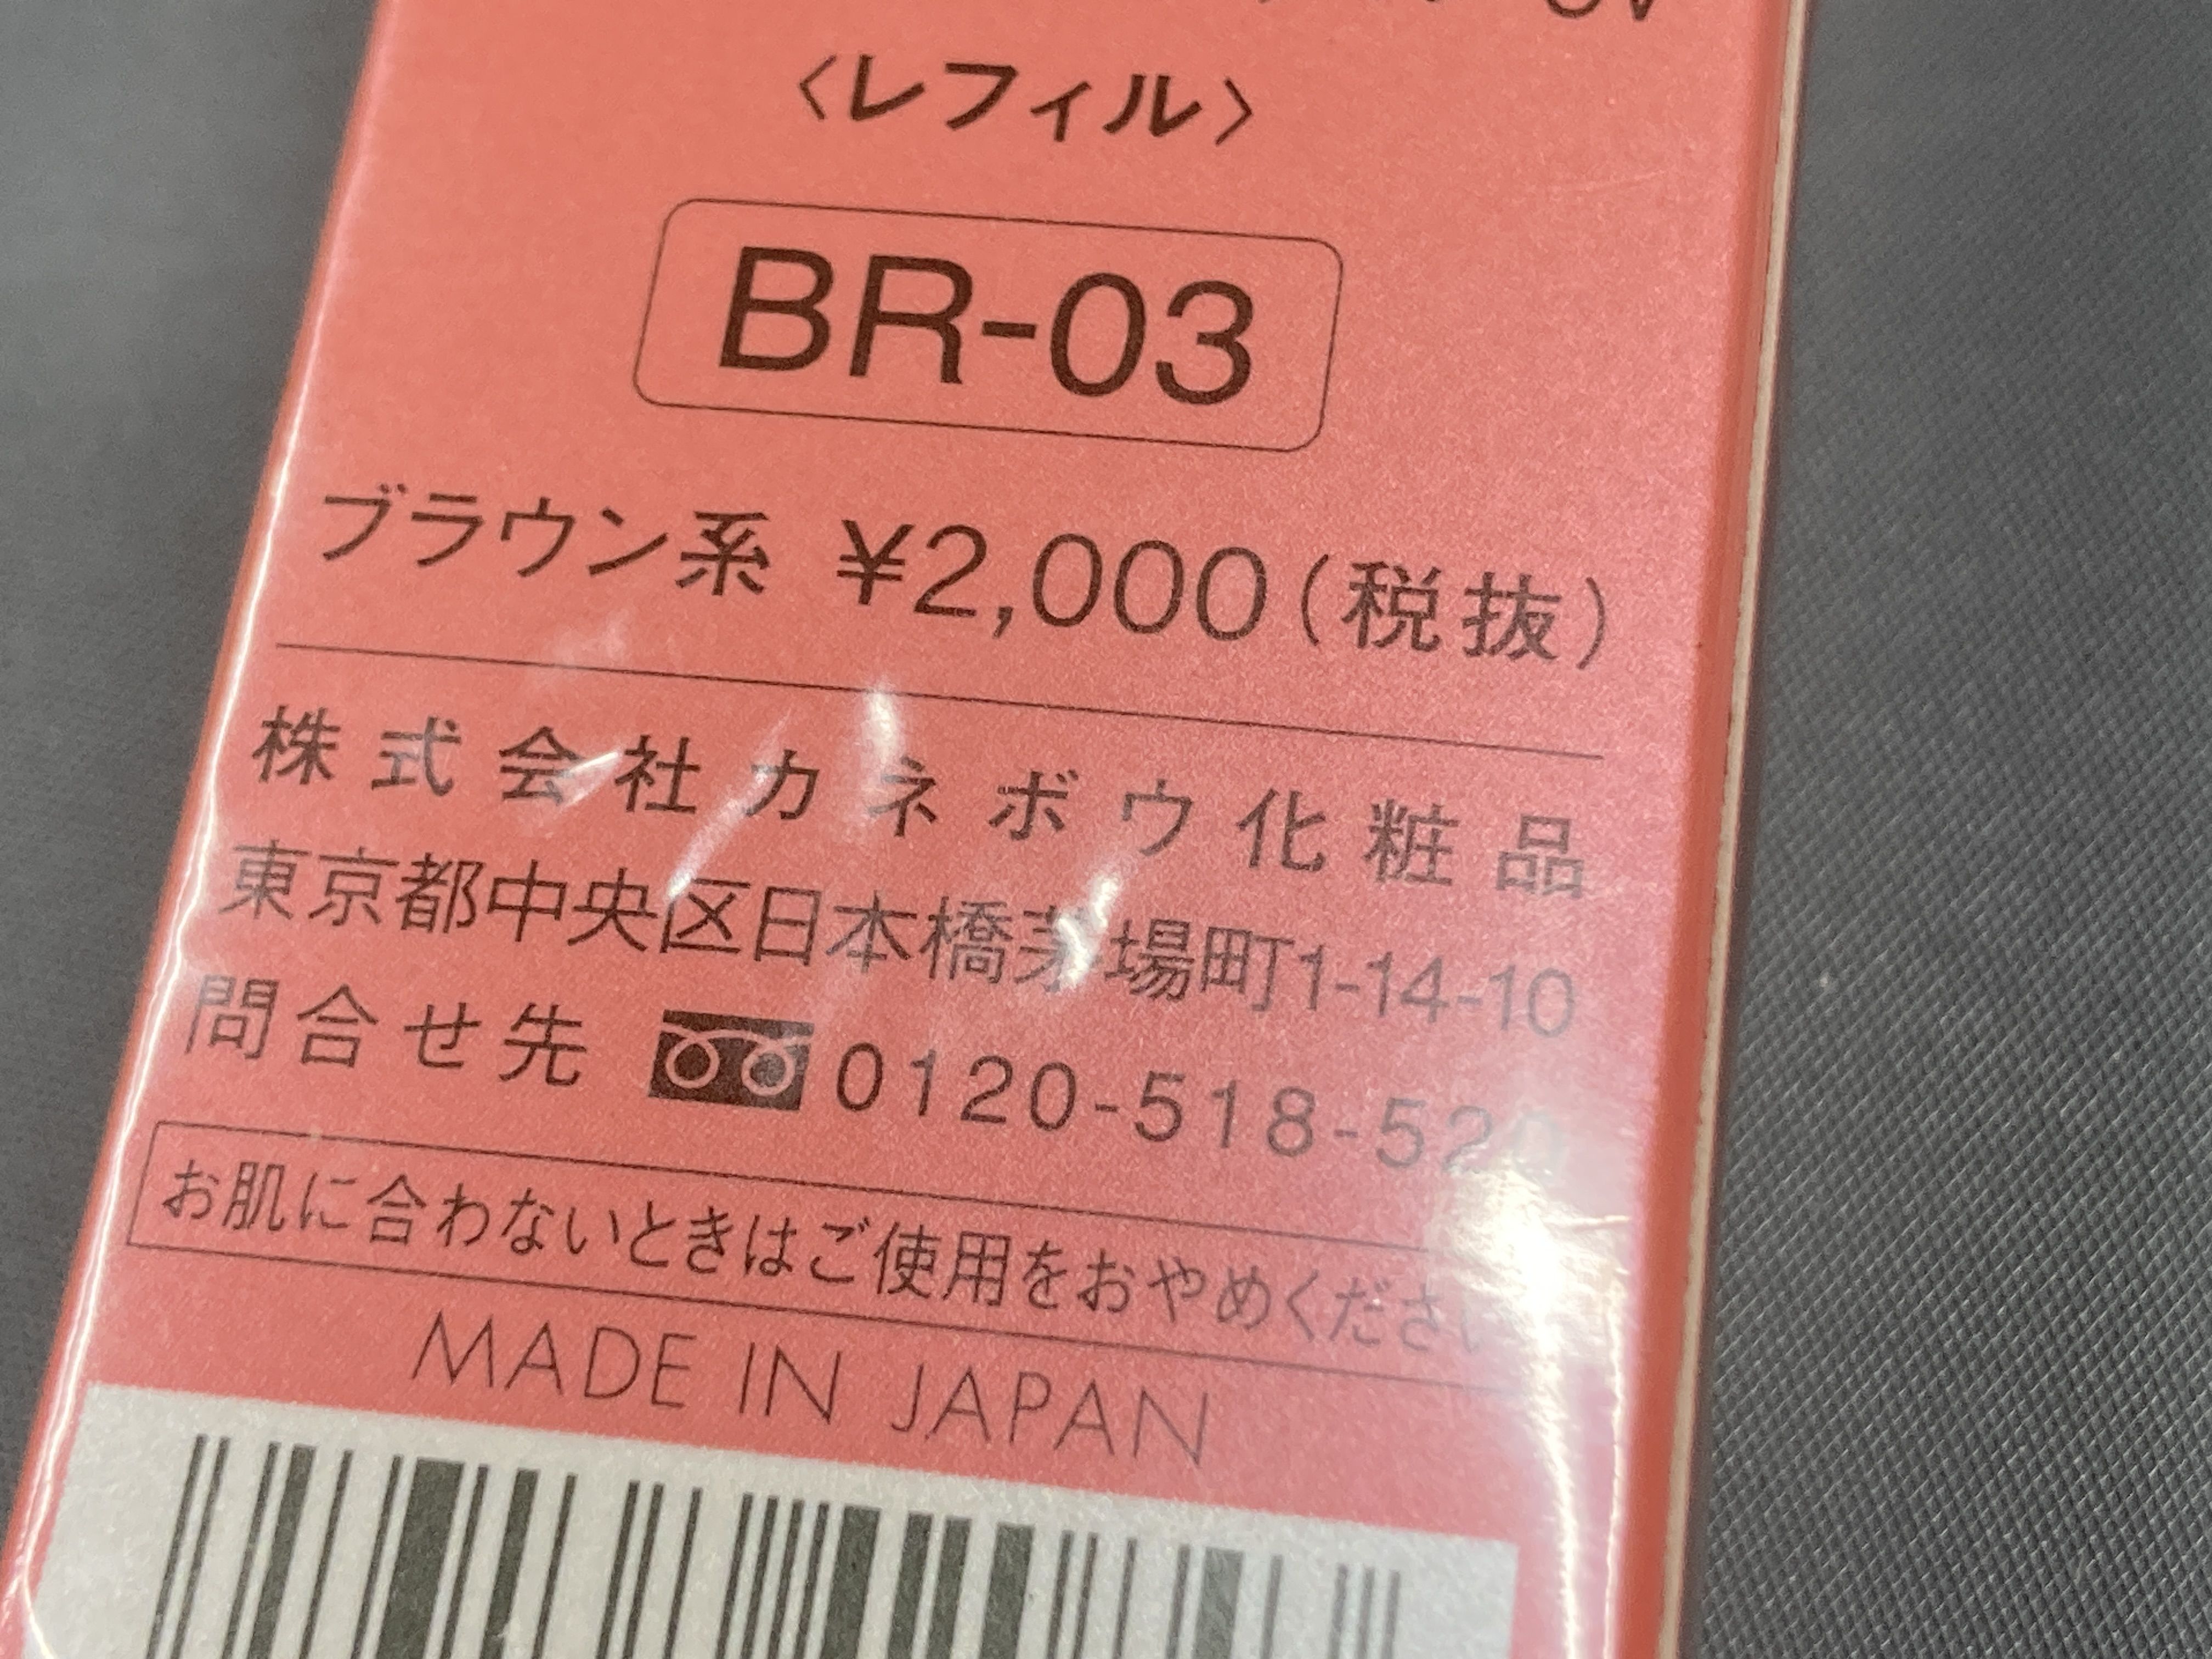 〈レフィル〉
BR-03
ブラウン系 ¥2,000(税抜)
株式会社カネボウ化粧品
東京都中央区日本橋茅場町1-14-10
問合せ先 0120-518-520
お肌に合わないときはご使用をおやめください
MADE IN JAPAN